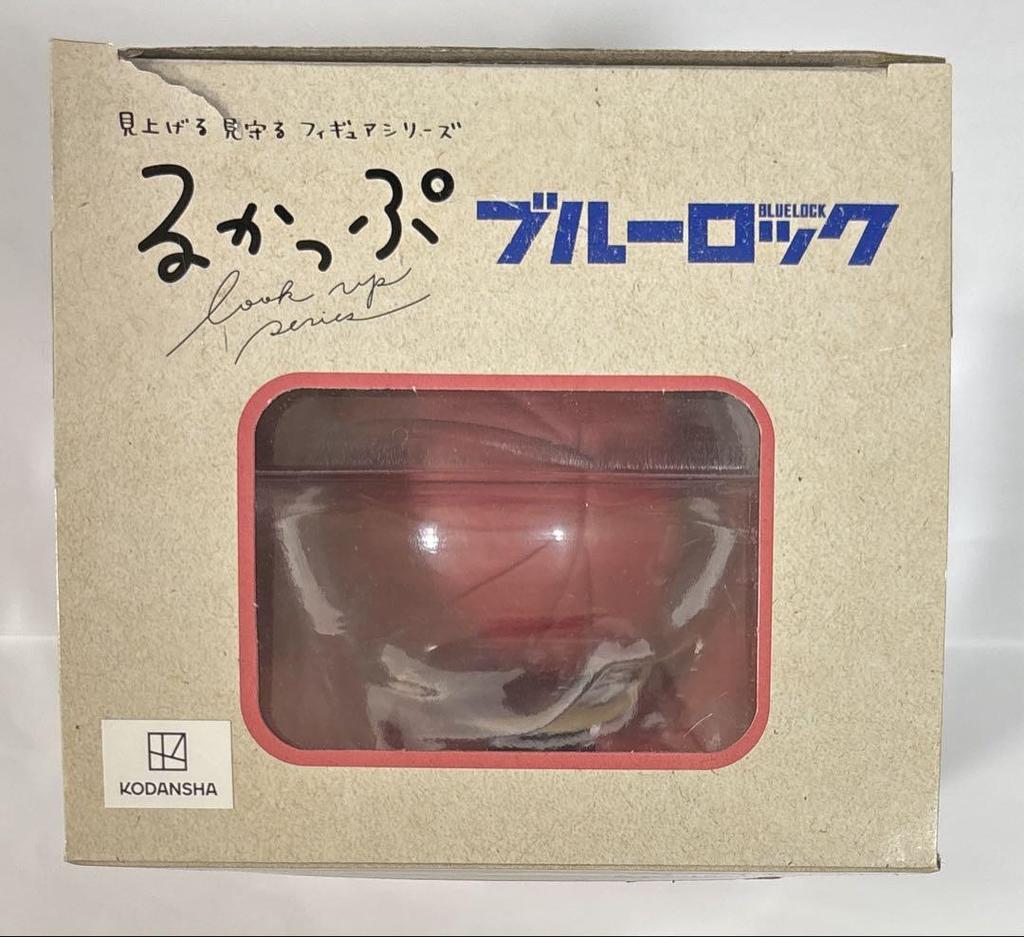 見上げる 見守る フィギュアシリーズ
るかっぷ
look up
series
ブルーロック
BLUELOCK
KODANSHA